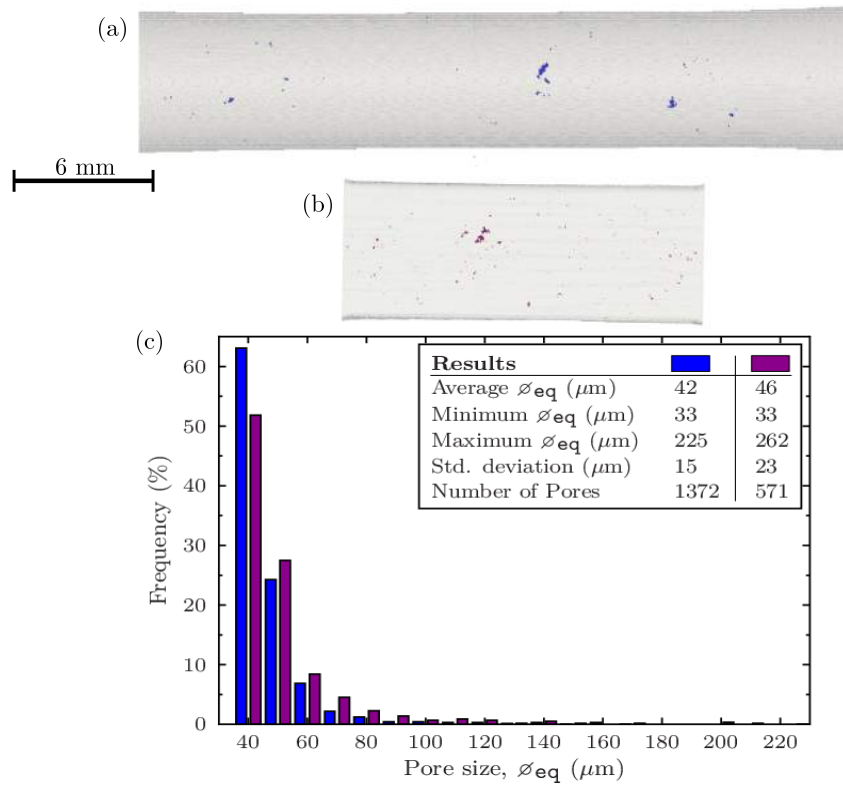 (a)
6 mm
(b)
(c)
Results
Average ⌀eq (μm) 42 46
Minimum ⌀eq (μm) 33 33
Maximum ⌀eq (μm) 225 262
Std. deviation (μm) 15 23
Number of Pores 1372 571
Frequency (%)
60
50
40
30
20
10
0
40 60 80 100 120 140 160 180 200 220
Pore size, ⌀eq (μm)